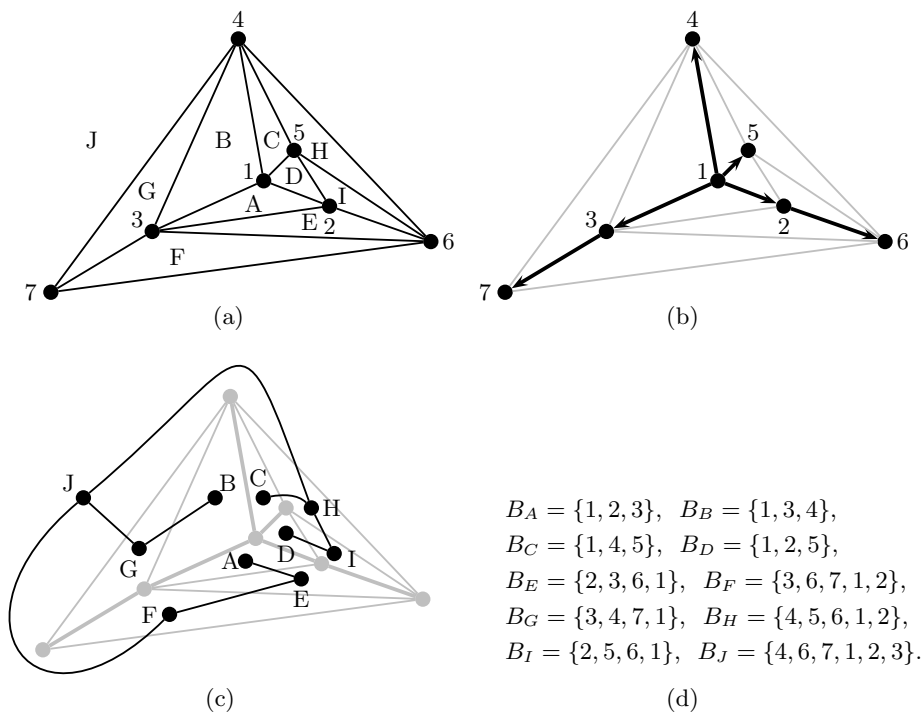 4 4
J B C 5 H 5
1 D 1
G A I
3 E 2 3 2
F 6 6
7 7
(a) (b)
J B C H
G A D I
F E
B_A = {1, 2, 3}, B_B = {1, 3, 4},
B_C = {1, 4, 5}, B_D = {1, 2, 5},
B_E = {2, 3, 6, 1}, B_F = {3, 6, 7, 1, 2},
B_G = {3, 4, 7, 1}, B_H = {4, 5, 6, 1, 2},
B_I = {2, 5, 6, 1}, B_J = {4, 6, 7, 1, 2, 3}.
(c) (d)